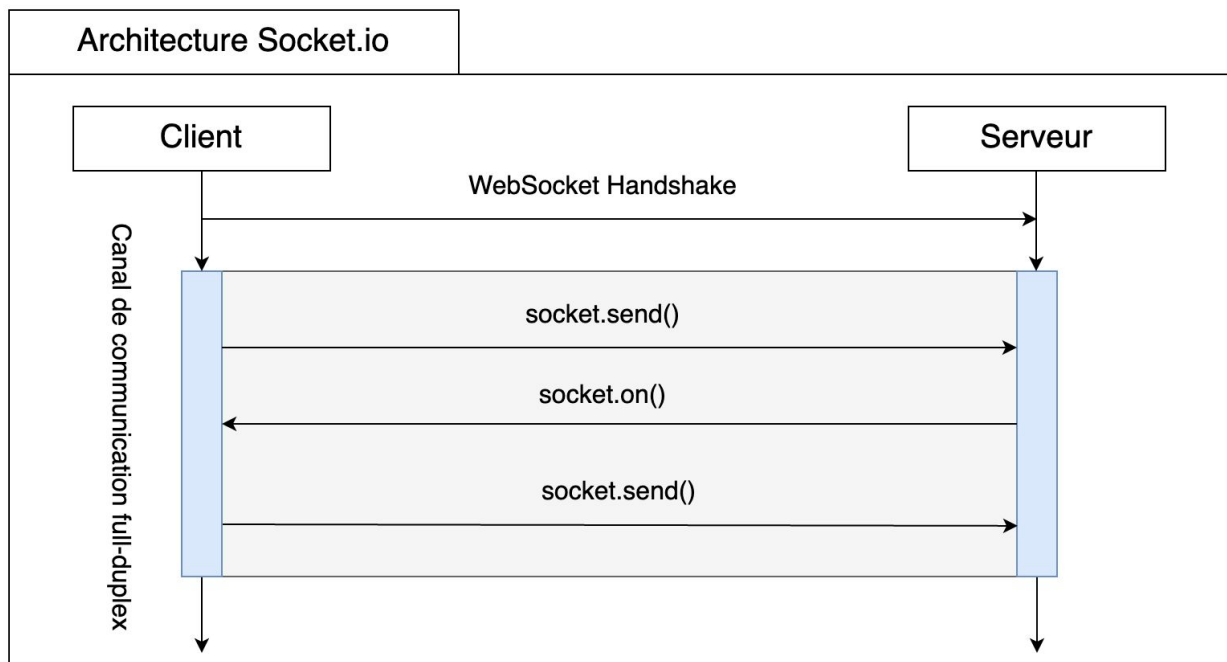 Architecture Socket.io
Client
Serveur
WebSocket Handshake
Canal de communication full-duplex
socket.send()
socket.on()
socket.send()